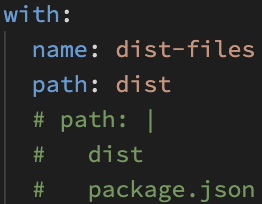 with:
  name: dist-files
  path: dist
  # path: |
  #   dist
  #   package.json